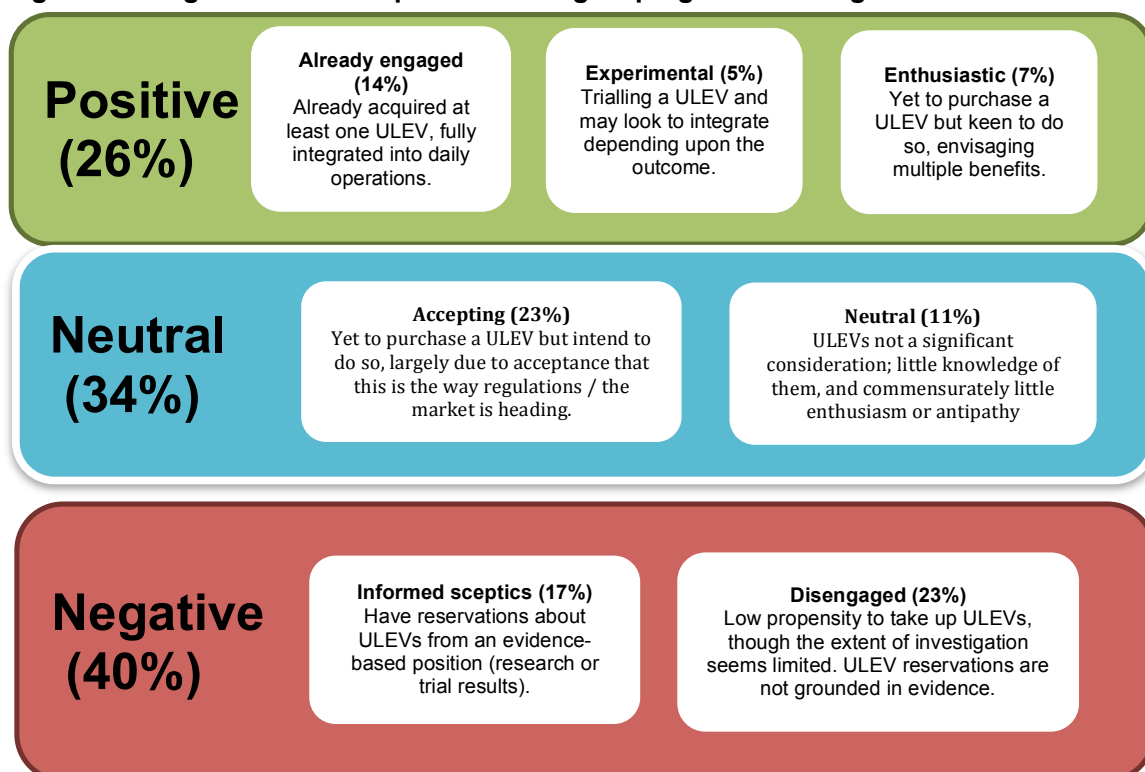 Positive
(26%)
Already engaged
(14%)
Already acquired at
least one ULEV, fully
integrated into daily
operations.
Experimental (5%)
Trialling a ULEV and
may look to integrate
depending upon the
outcome.
Enthusiastic (7%)
Yet to purchase a
ULEV but keen to do
so, envisaging
multiple benefits.
Neutral
(34%)
Accepting (23%)
Yet to purchase a ULEV but intend to
do so, largely due to acceptance that
this is the way regulations / the
market is heading.
Neutral (11%)
ULEVs not a significant
consideration; little knowledge of
them, and commensurately little
enthusiasm or antipathy
Negative
(40%)
Informed sceptics (17%)
Have reservations about
ULEVs from an evidence-
based position (research or
trial results).
Disengaged (23%)
Low propensity to take up ULEVs,
though the extent of investigation
seems limited. ULEV reservations are
not grounded in evidence.